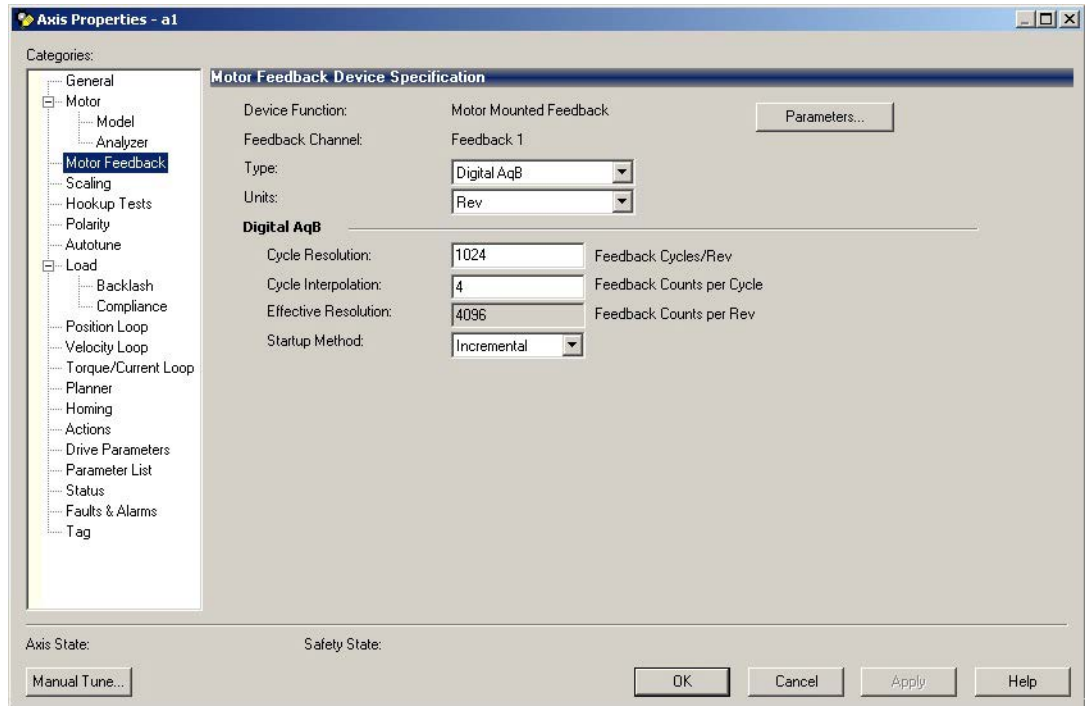 Axis Properties - a1
Categories:
General
Motor
Model
Analyzer
Motor Feedback
Scaling
Hookup Tests
Polarity
Autotune
Load
Backlash
Compliance
Position Loop
Velocity Loop
Torque/Current Loop
Planner
Homing
Actions
Drive Parameters
Parameter List
Status
Faults & Alarms
Tag
Motor Feedback Device Specification
Device Function: Motor Mounted Feedback Parameters...
Feedback Channel: Feedback 1
Type: Digital AqB
Units: Rev
Digital AqB
Cycle Resolution: 1024 Feedback Cycles/Rev
Cycle Interpolation: 4 Feedback Counts per Cycle
Effective Resolution: 4096 Feedback Counts per Rev
Startup Method: Incremental
Axis State: Safety State:
Manual Tune... OK Cancel Apply Help